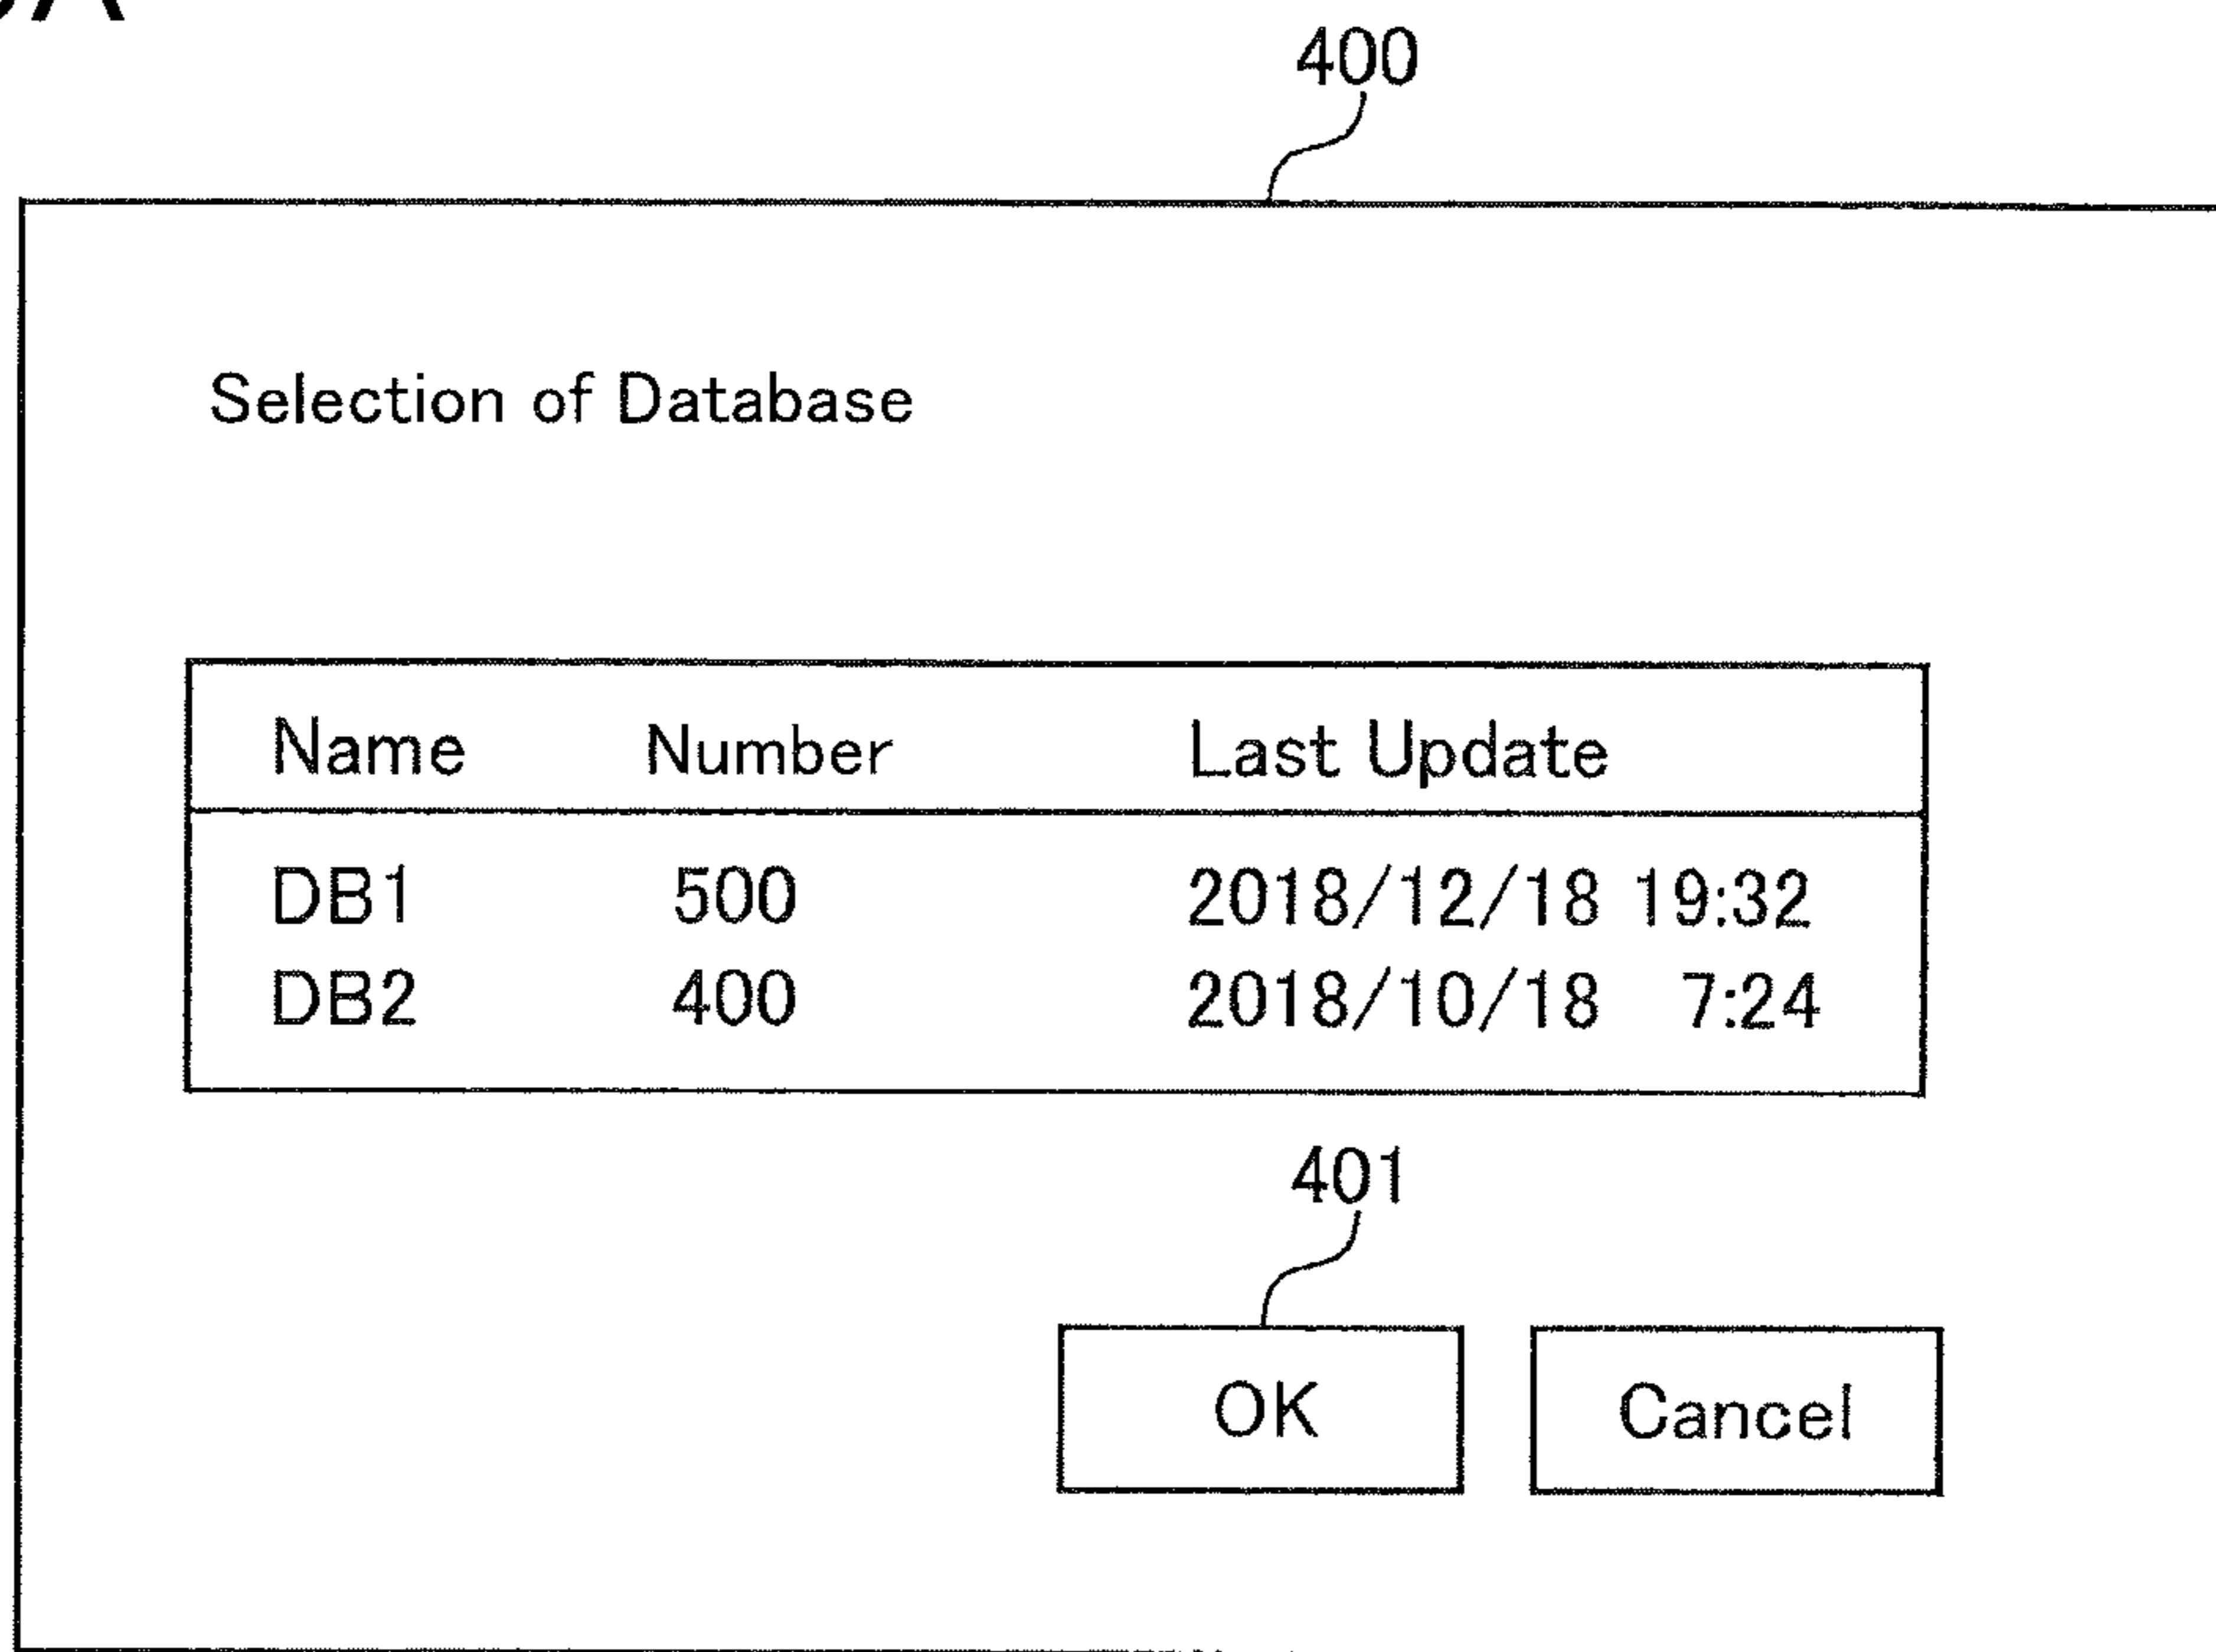 400
Selection of Database
Name Number Last Update
DB1 500 2018/12/18 19:32
DB2 400 2018/10/18 7:24
401
OK Cancel